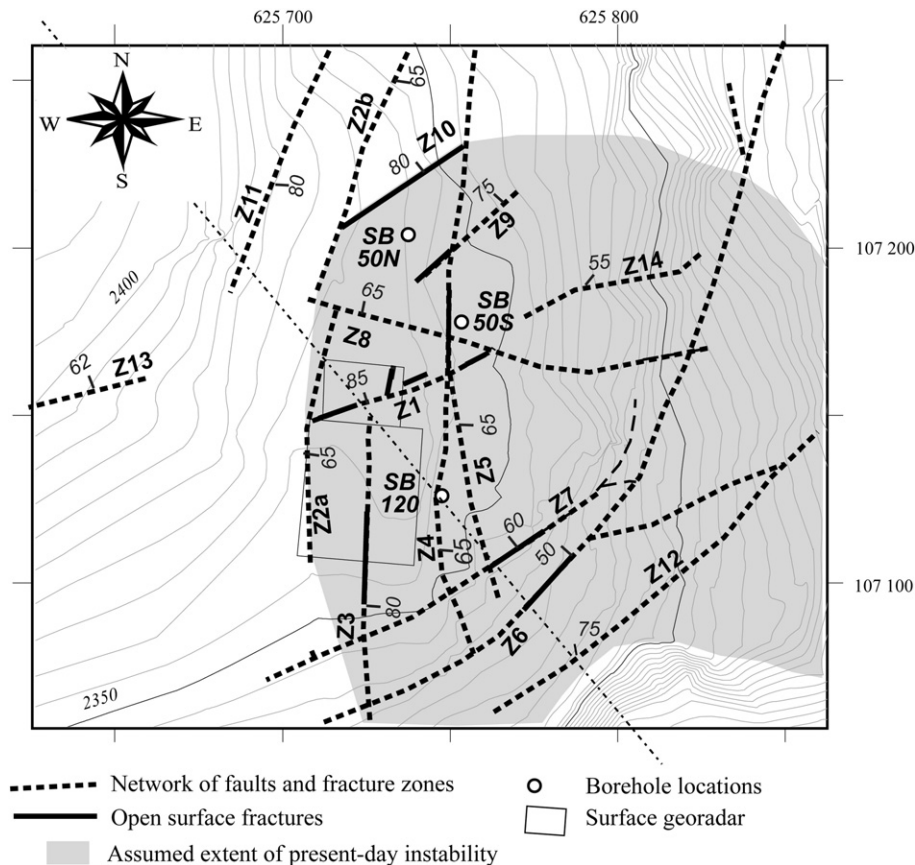 625 700
625 800
N
W
E
S
65
Z2b
Z10
80
Z11
80
75
Z9
SB
50N
107 200
55
Z14
2400
65
SB
50S
Z8
62
Z13
85
Z1
65
65
Z5
SB
120
Z2a
Z7
60
Z4
65
50
107 100
Z12
80
Z3
Z6
75
2350
Network of faults and fracture zones
Borehole locations
Open surface fractures
Surface georadar
Assumed extent of present-day instability